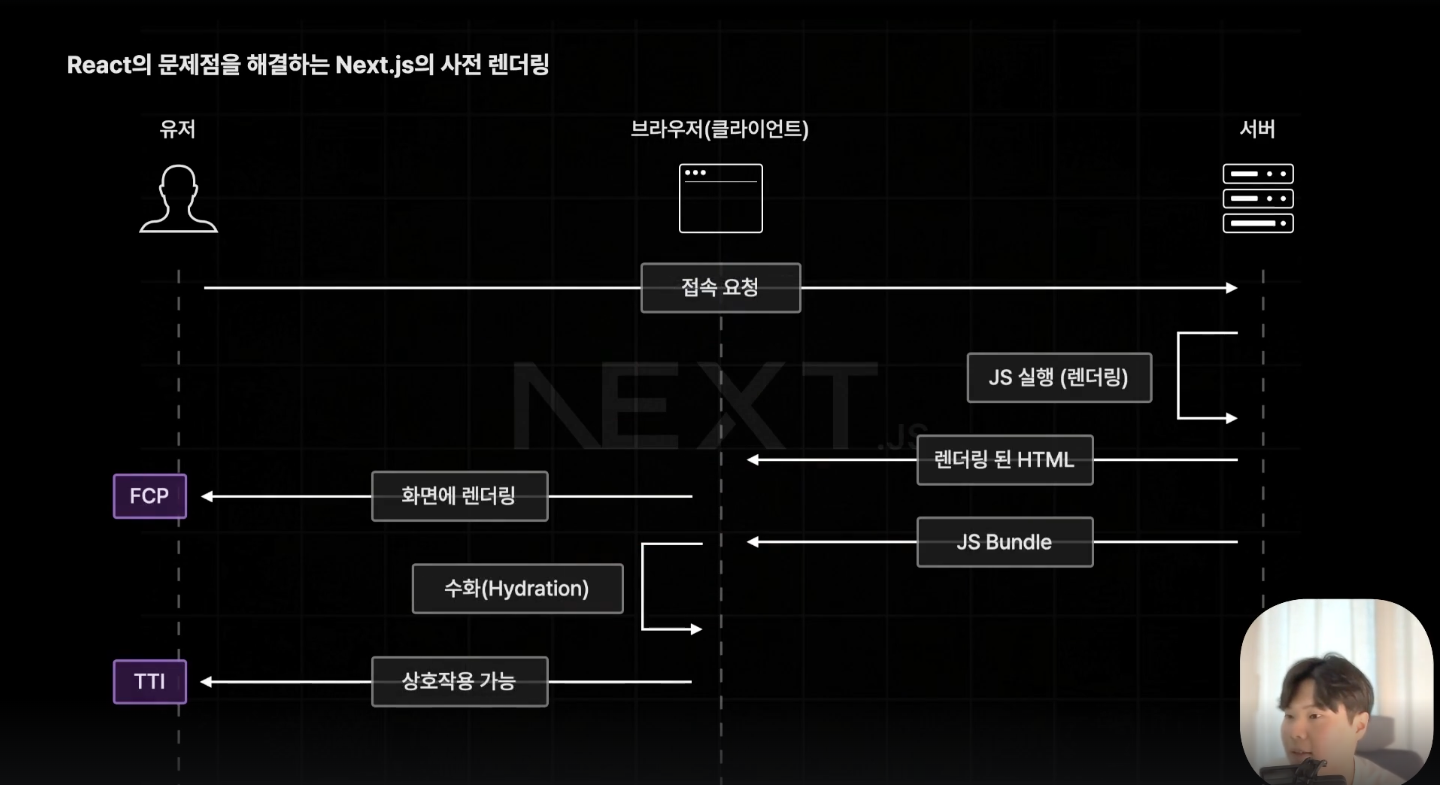 React의 문제점을 해결하는 Next.js의 사전 렌더링
유저
브라우저(클라이언트)
서버
접속 요청
JS 실행 (렌더링)
NEXT.JS
렌더링 된 HTML
FCP
화면에 렌더링
JS Bundle
수화(Hydration)
TTI
상호작용 가능